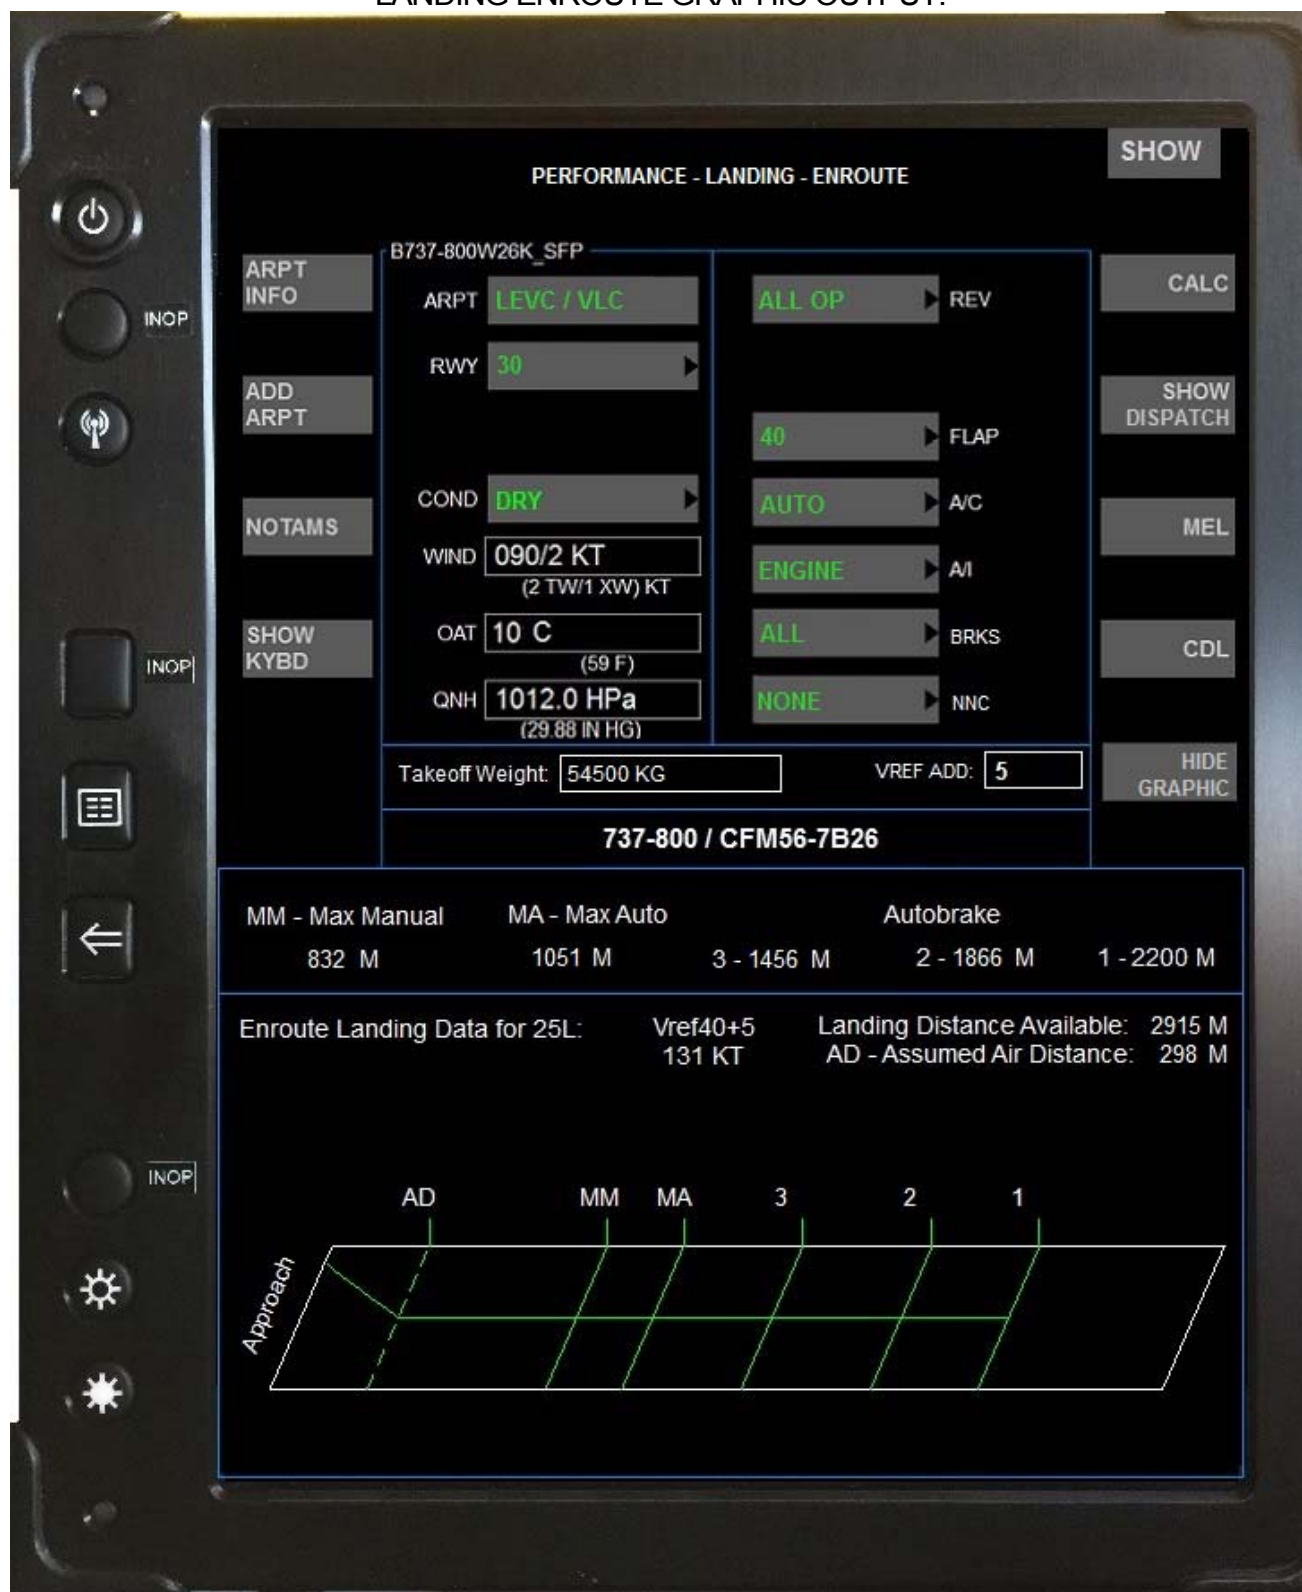 LANDING ENROUTE GRAPHIC OUTPUT:
SHOW
PERFORMANCE - LANDING - ENROUTE
B737-800W26K_SFP
ARPT
INFO
ARPT LEVC / VLC ALL OP REV
CALC
INOP
RWY 30
ADD
ARPT
SHOW
DISPATCH
40 FLAP
COND DRY AUTO A/C
NOTAMS
MEL
WIND 090/2 KT
(2 TW/1 XW) KT
ENGINE A/I
SHOW
KYBD
OAT 10 C
(59 F)
ALL BRKS
CDL
INOP
QNH 1012.0 HPa
(29.88 IN HG)
NONE NNC
Takeoff Weight: 54500 KG VREF ADD: 5
HIDE
GRAPHIC
737-800 / CFM56-7B26
MM - Max Manual MA - Max Auto Autobrake
832 M 1051 M 3 - 1456 M 2 - 1866 M 1 - 2200 M
Enroute Landing Data for 25L: Vref40+5 Landing Distance Available: 2915 M
131 KT AD - Assumed Air Distance: 298 M
INOP
AD MM MA 3 2 1
Approach